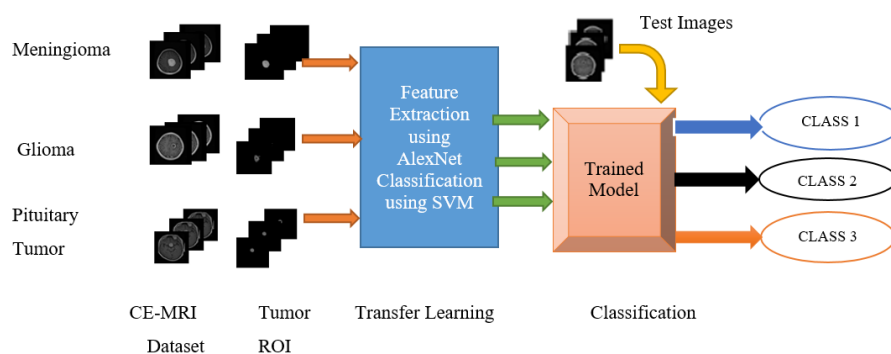 Test Images
Meningioma
Feature
Extraction
using
AlexNet
Classification
using SVM
CLASS 1
Glioma
Trained
Model
CLASS 2
Pituitary
Tumor
CLASS 3
CE-MRI
Dataset
Tumor
ROI
Transfer Learning
Classification